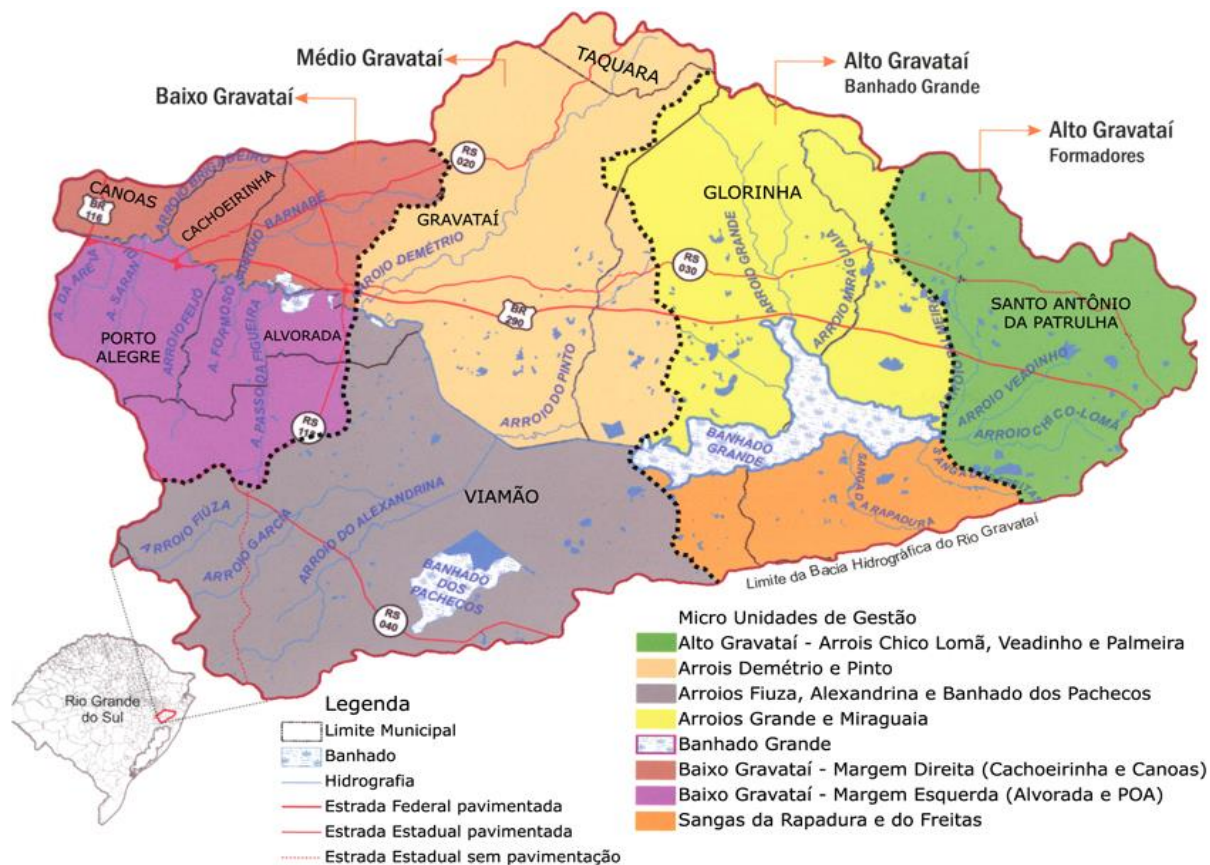 Médio Gravataí
TAQUARA
Alto Gravataí
Banhado Grande
Baixo Gravataí
Alto Gravataí
Formadores
RS
020
CANOAS
BR
116
ARROIO BRIGADEIRO
CACHOEIRINHA
ARROIO BARNABÉ
GRAVATAÍ
ARROIO DEMÉTRIO
GLORINHA
ARROIO GRANDE
ARROIO MIRAGUAIA
RS
030
BR
290
SANTO ANTÔNIO
DA PATRULHA
A. DA AREIA
A. SARANDI
ARROIO FEIJÓ
A. FORMOSO
A. PASSO DA FIGUEIRA
PORTO
ALEGRE
ALVORADA
ARROIO DO PINTO
ARROIO VEADINHO
ARROIO CHICO-LOMÃ
RS
118
BANHADO
GRANDE
SANGA DA RAPADURA
VIAMÃO
ARROIO FIÚZA
ARROIO GARCIA
ARROIO DO ALEXANDRINA
BANHADO
DOS
PACHECOS
RS
040
Limite da Bacia Hidrográfica do Rio Gravataí
Rio Grande
do Sul
Legenda
Limite Municipal
Banhado
Hidrografia
Estrada Federal pavimentada
Estrada Estadual pavimentada
Estrada Estadual sem pavimentação
Micro Unidades de Gestão
Alto Gravataí - Arrois Chico Lomã, Veadinho e Palmeira
Arrois Demétrio e Pinto
Arroios Fiuza, Alexandrina e Banhado dos Pachecos
Arroios Grande e Miraguaia
Banhado Grande
Baixo Gravataí - Margem Direita (Cachoeirinha e Canoas)
Baixo Gravataí - Margem Esquerda (Alvorada e POA)
Sangas da Rapadura e do Freitas